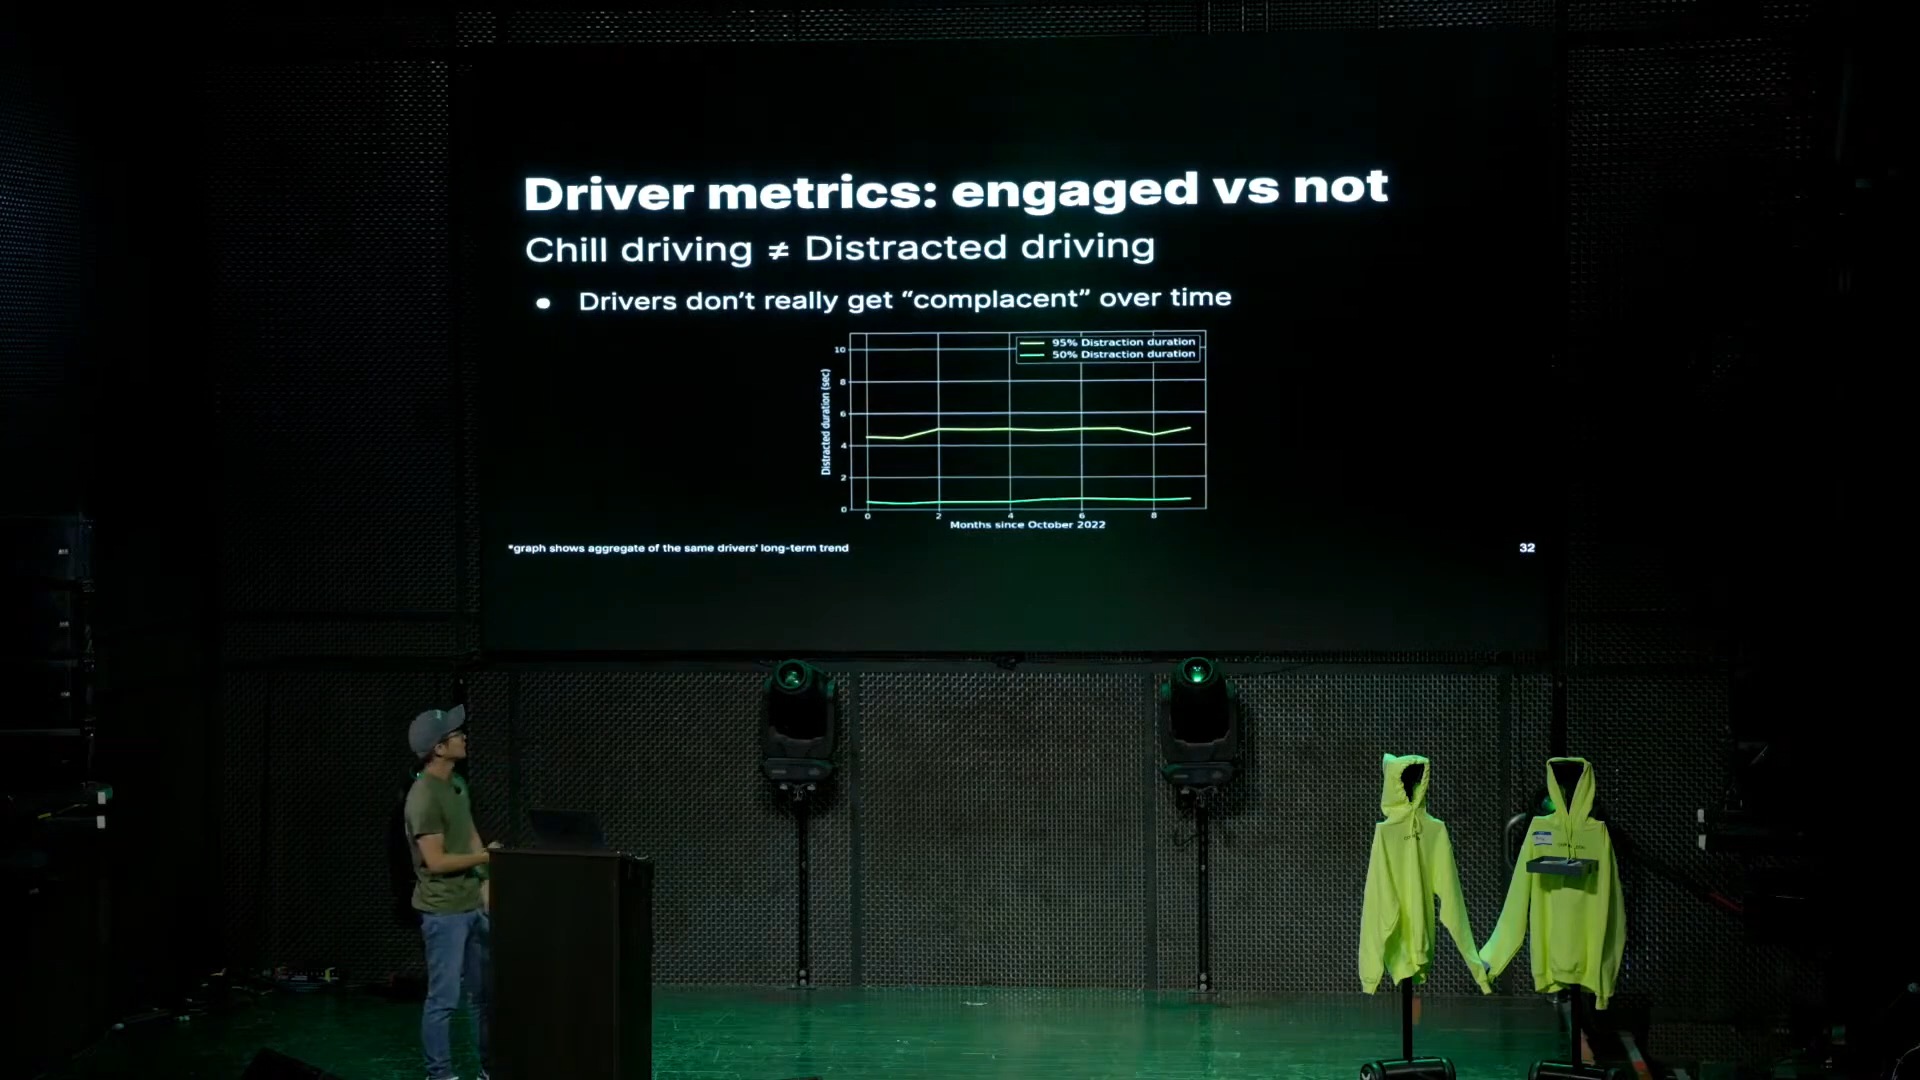 Driver metrics: engaged vs not
Chill driving ≠ Distracted driving
● Drivers don't really get “complacent” over time
95% Distraction duration
50% Distraction duration
Distracted duration (sec)
10
8
6
4
2
0
0 2 4 6 8
Months since October 2022
*graph shows aggregate of the same drivers' long-term trend
32